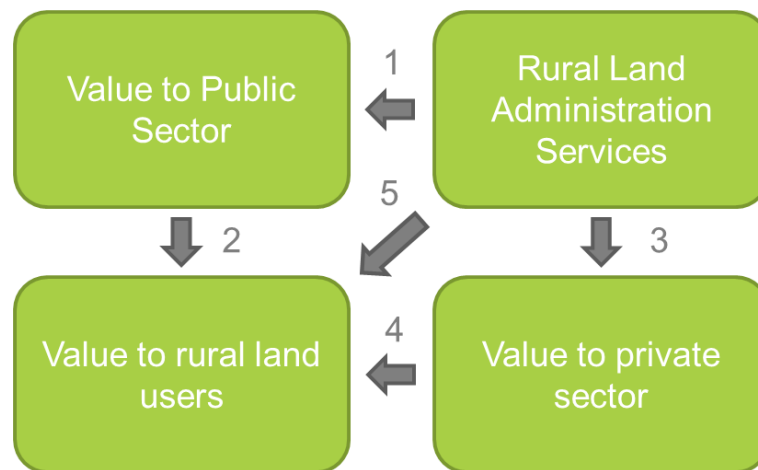 Value to Public
Sector
1
Rural Land
Administration
Services
5
2
3
Value to rural land
users
4
Value to private
sector